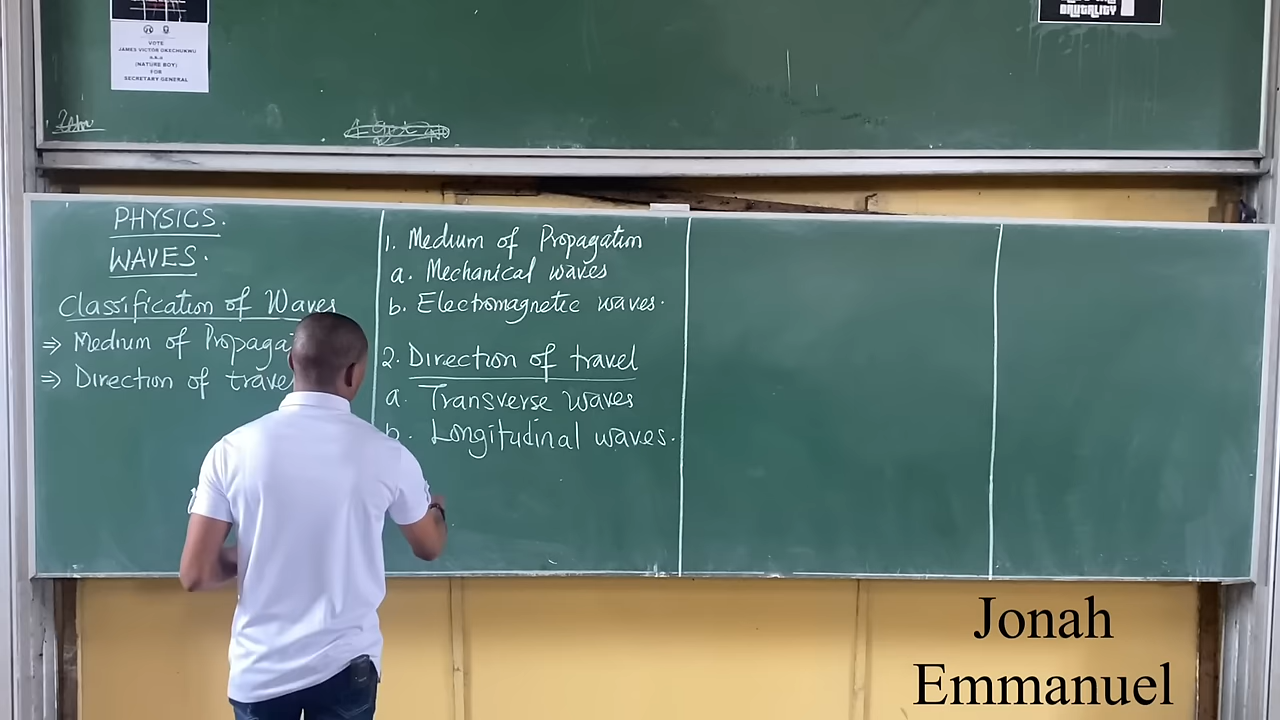 VOTE
JAMES VICTOR OKECHUKWU
a.k.a
(NATURE BOY)
FOR
SECRETARY GENERAL
BRUTALITY
PHYSICS.
WAVES.
Classification of Waves
⇒ Medium of Propaga
⇒ Direction of trave
1. Medium of Propagation
a. Mechanical waves
b. Electromagnetic waves.
2. Direction of travel
a. Transverse waves
b. Longitudinal waves.
Jonah
Emmanuel